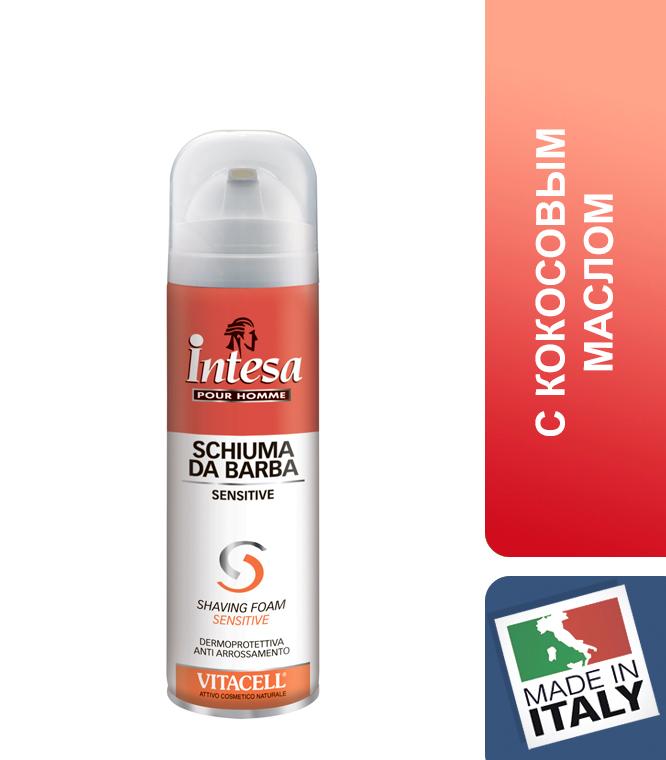 intesa
POUR HOMME
SCHIUMA
DA BARBA
SENSITIVE
SHAVING FOAM
SENSITIVE
DERMOPROTETTIVA
ANTI ARROSSAMENTO
VITACELL®
ATTIVO COSMETICO NATURALE
С КОКОСОВЫМ
МАСЛОМ
MADE IN
ITALY